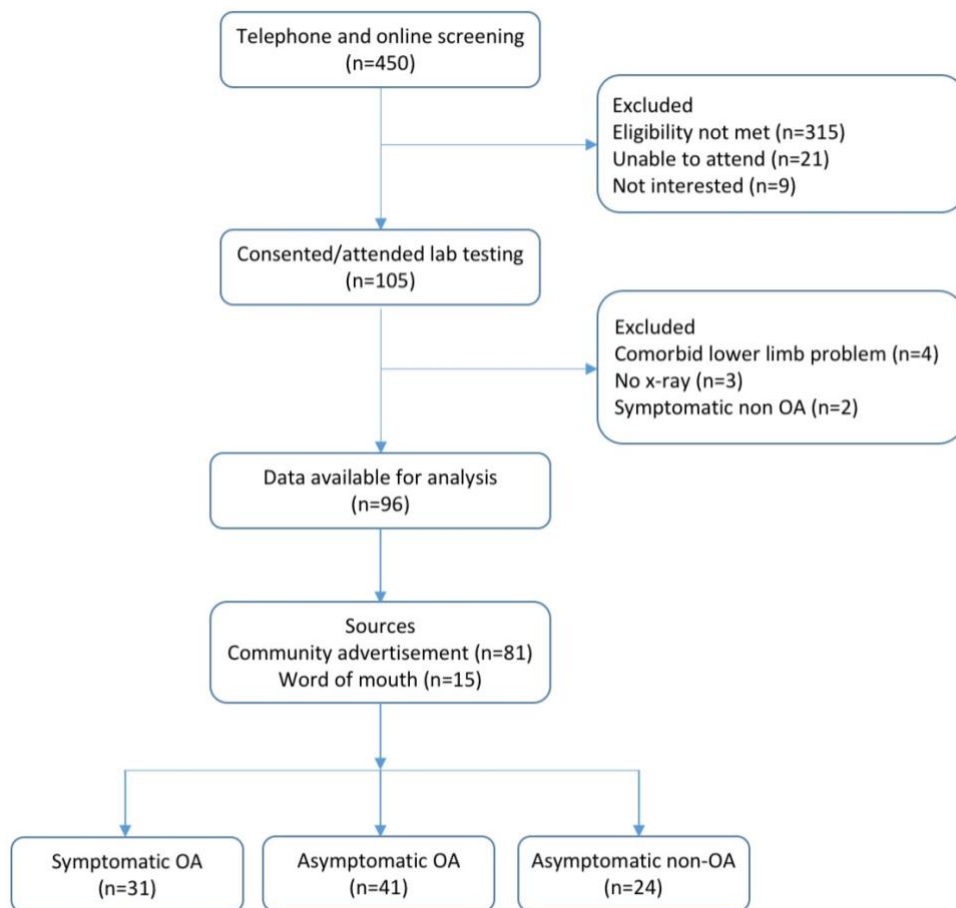 Telephone and online screening
(n=450)
Excluded
Eligibility not met (n=315)
Unable to attend (n=21)
Not interested (n=9)
Consented/attended lab testing
(n=105)
Excluded
Comorbid lower limb problem (n=4)
No x-ray (n=3)
Symptomatic non OA (n=2)
Data available for analysis
(n=96)
Sources
Community advertisement (n=81)
Word of mouth (n=15)
Symptomatic OA
(n=31)
Asymptomatic OA
(n=41)
Asymptomatic non-OA
(n=24)